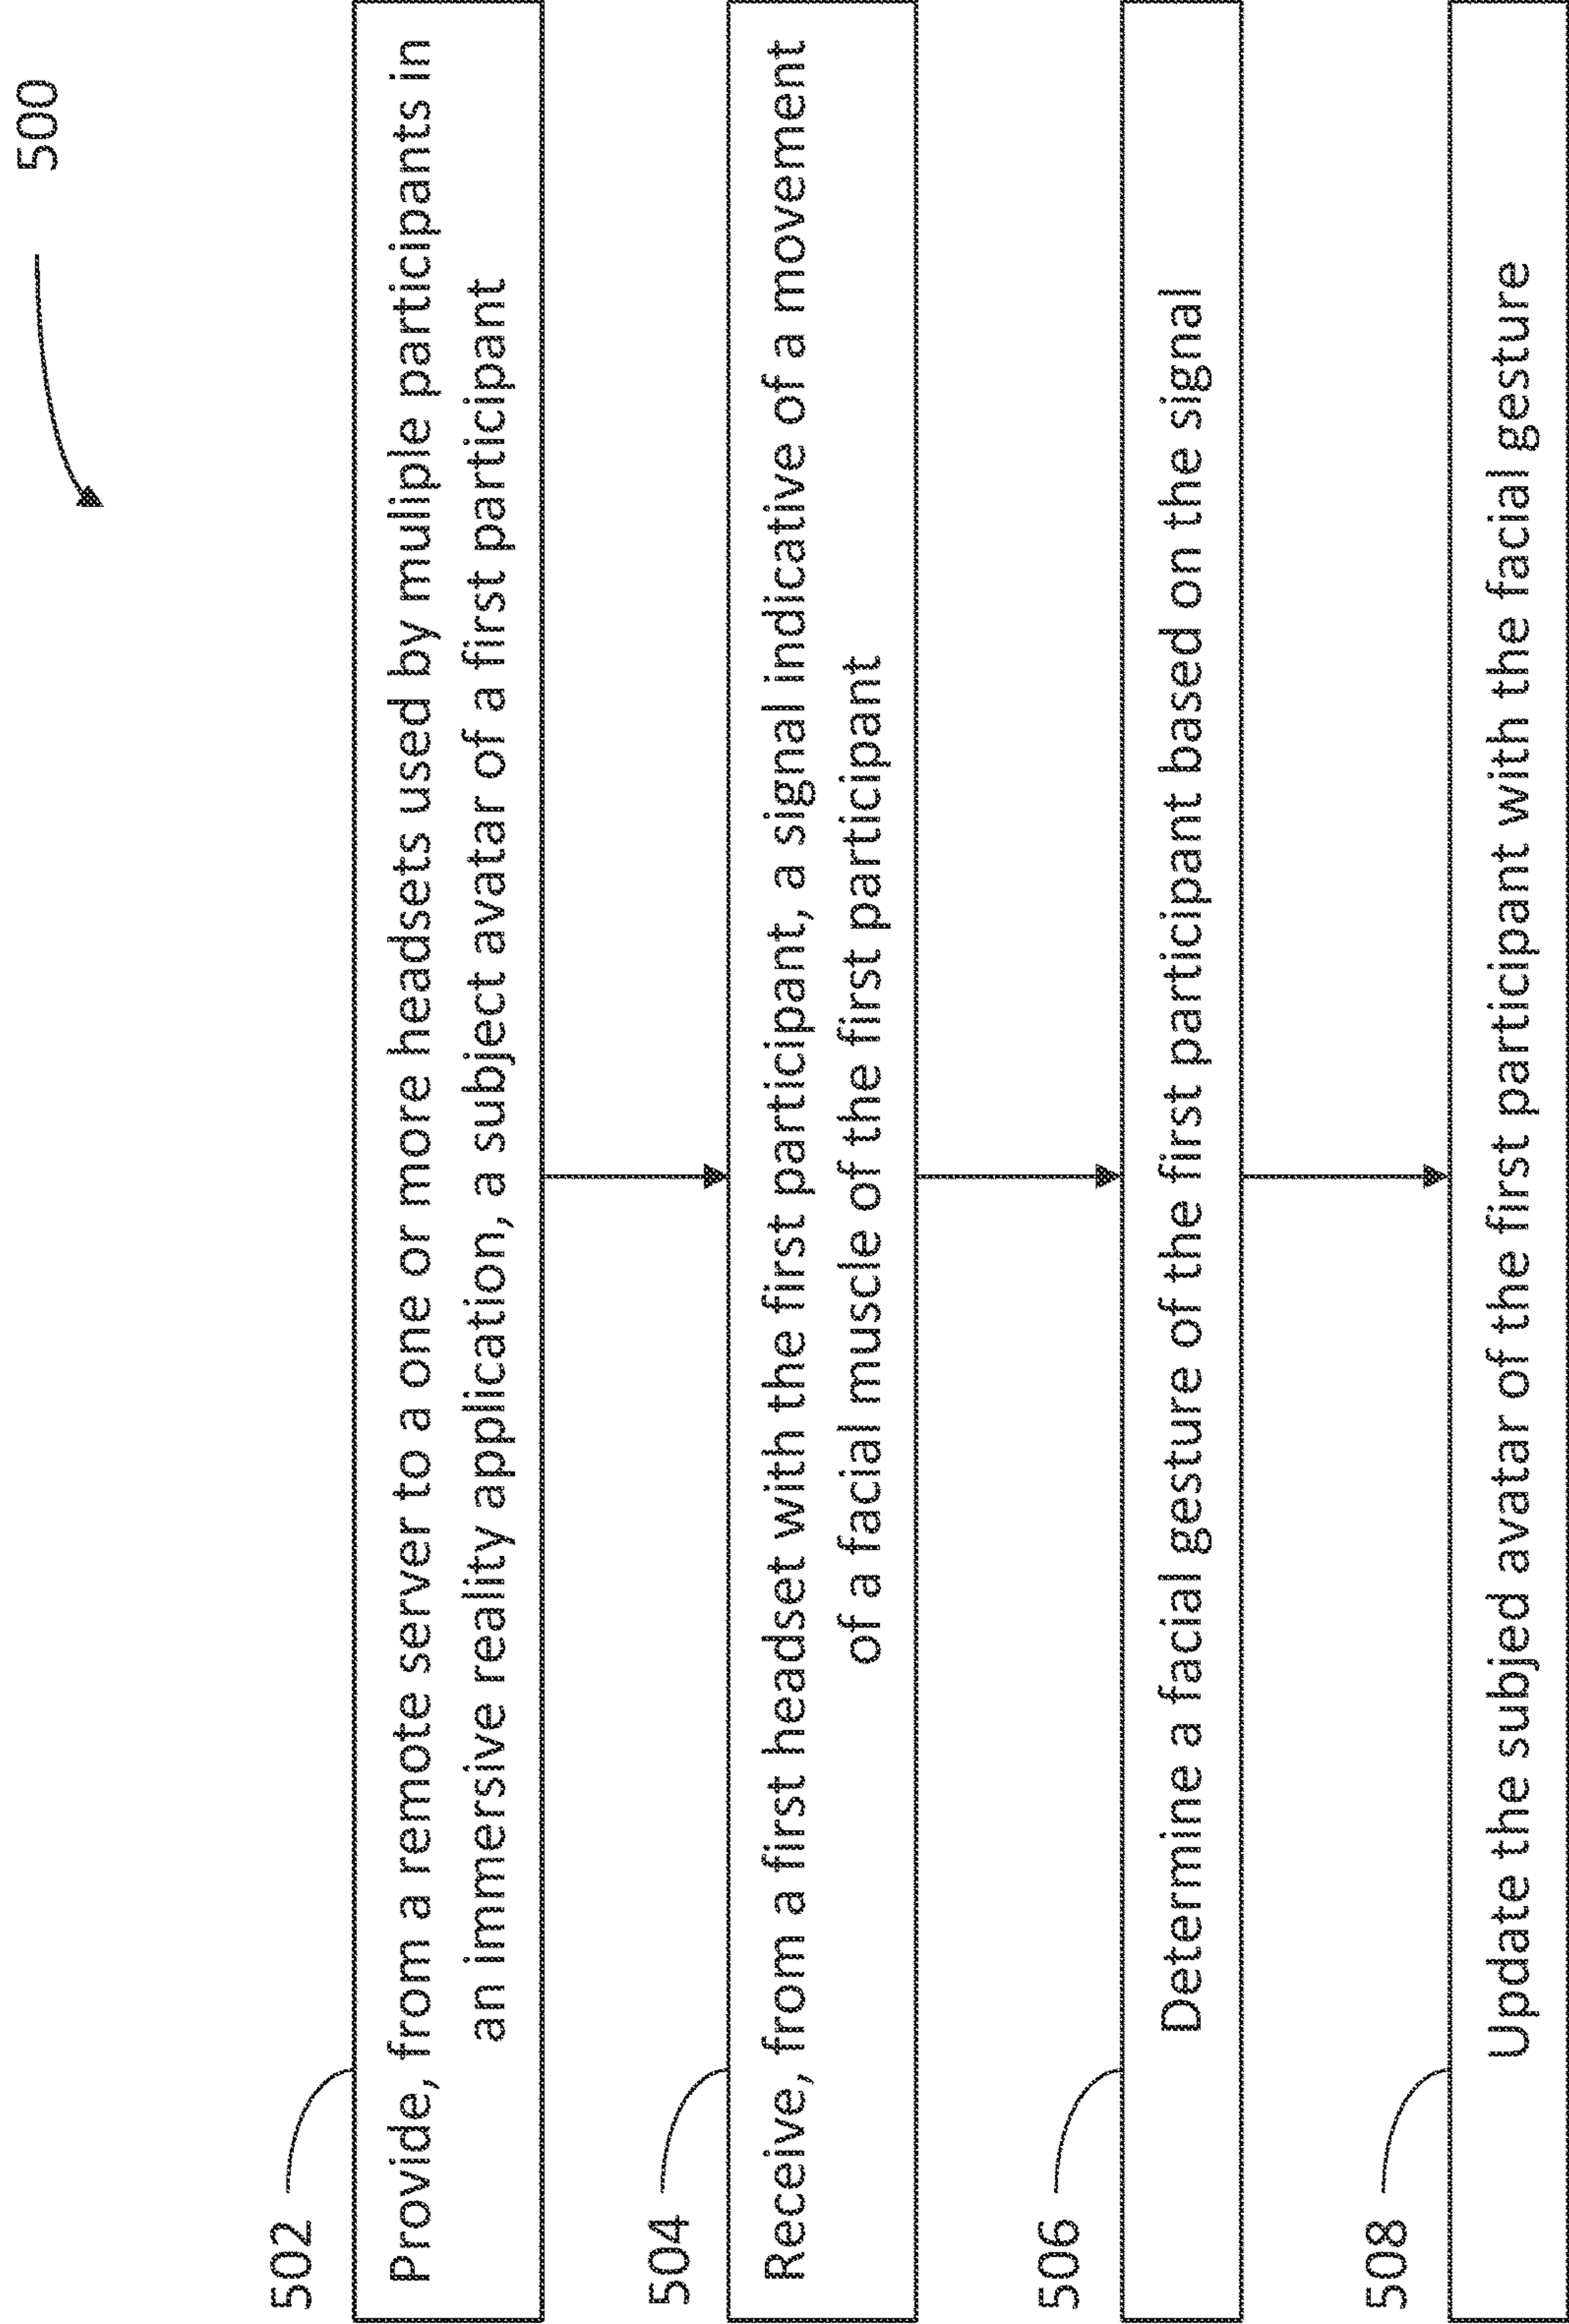 500
502
Provide, from a remote server to a one or more headsets used by muliple participants in
an immersive reality application, a subject avatar of a first participant
504
Receive, from a first headset with the first participant, a signal indicative of a movement
of a facial muscle of the first participant
506
Determine a facial gesture of the first participant based on the signal
508
Update the subjed avatar of the first participant with the facial gesture